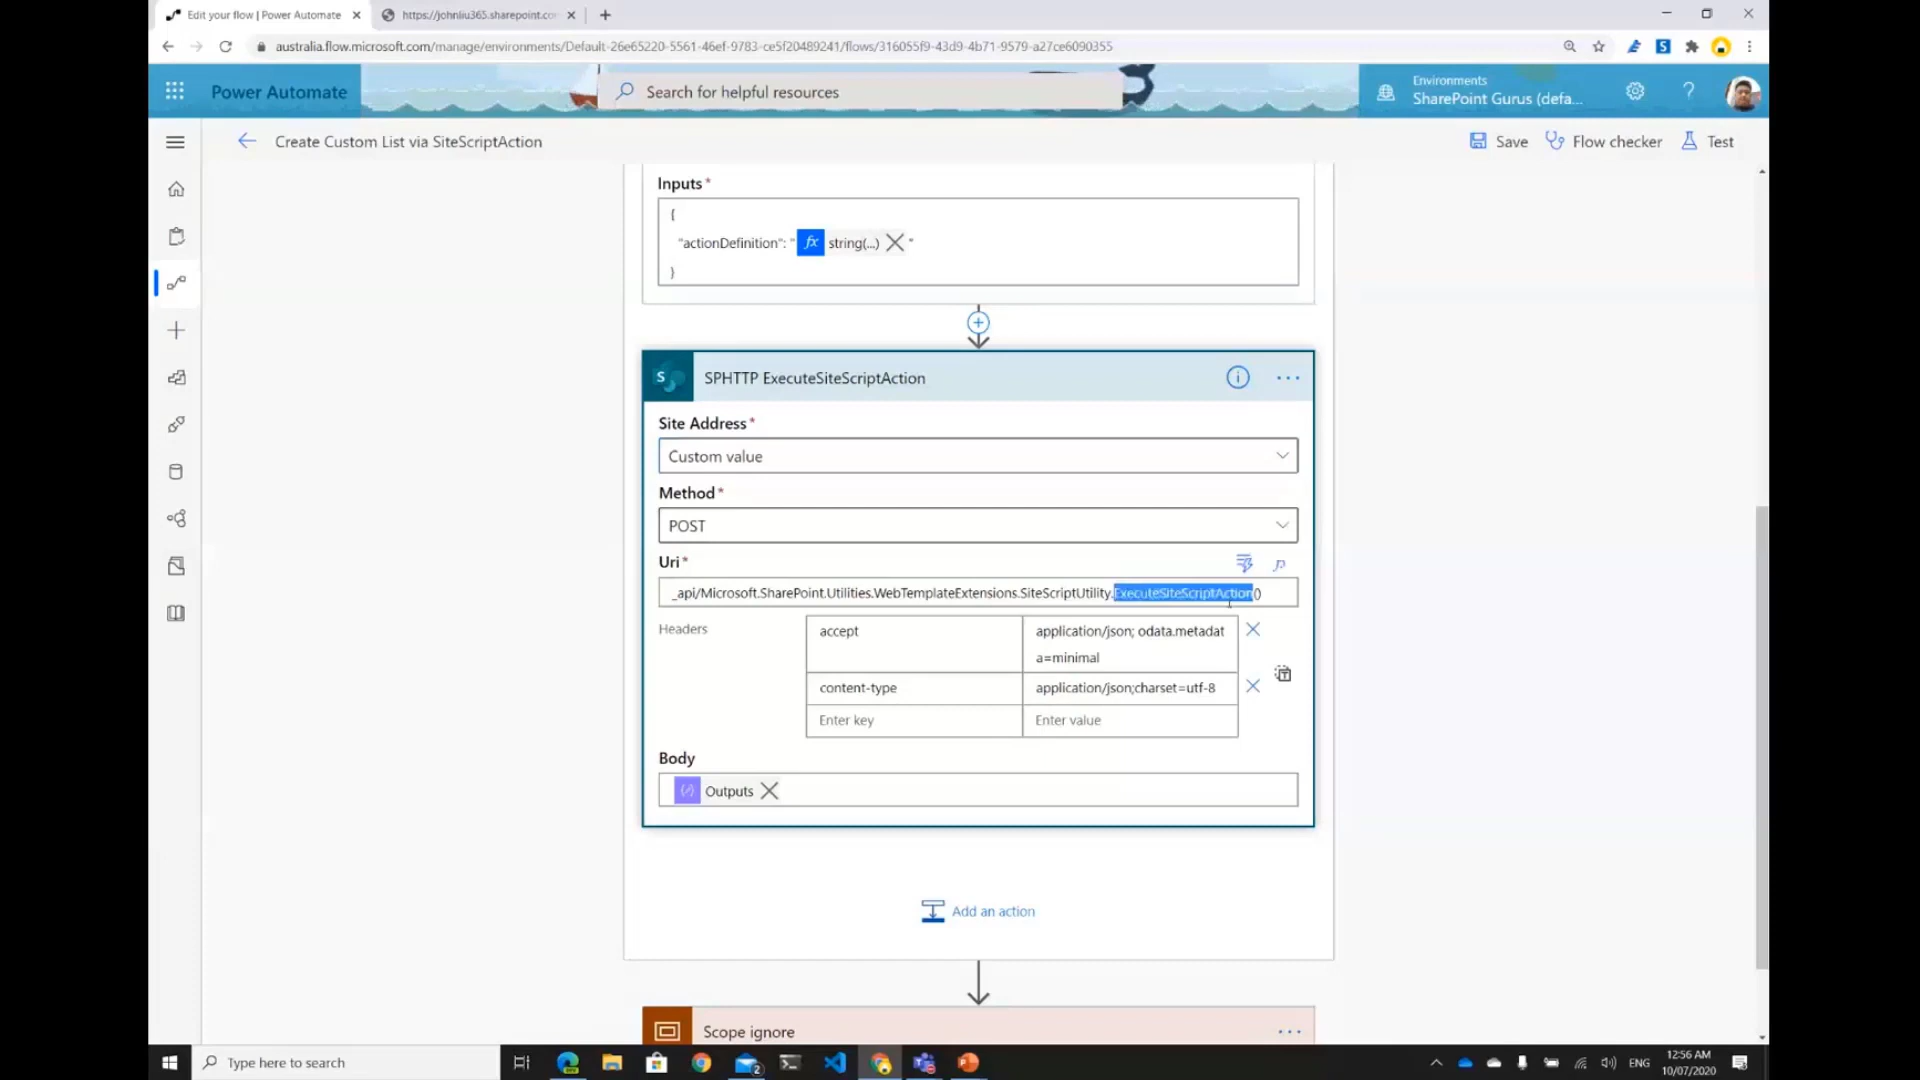 Edit your flow | Power Automate
https://johnliu365.sharepoint.co
australia.flow.microsoft.com/manage/environments/Default-26e65220-5561-46ef-9783-ce5f20489241/flows/316055f9-43d9-4b71-9579-a27ce6090355
Power Automate
Search for helpful resources
Environments
SharePoint Gurus (defa...
Create Custom List via SiteScriptAction
Save
Flow checker
Test
Inputs *
{
"actionDefinition": " fx string(...) "
}
S
SPHTTP ExecuteSiteScriptAction
Site Address *
Custom value
Method *
POST
Uri *
_api/Microsoft.SharePoint.Utilities.WebTemplateExtensions.SiteScriptUtility.ExecuteSiteScriptAction()
Headers
accept
application/json; odata.metadat
a=minimal
content-type
application/json;charset=utf-8
Enter key
Enter value
Body
Outputs
Add an action
Scope ignore
Type here to search
2
ENG
12:56 AM
10/07/2020